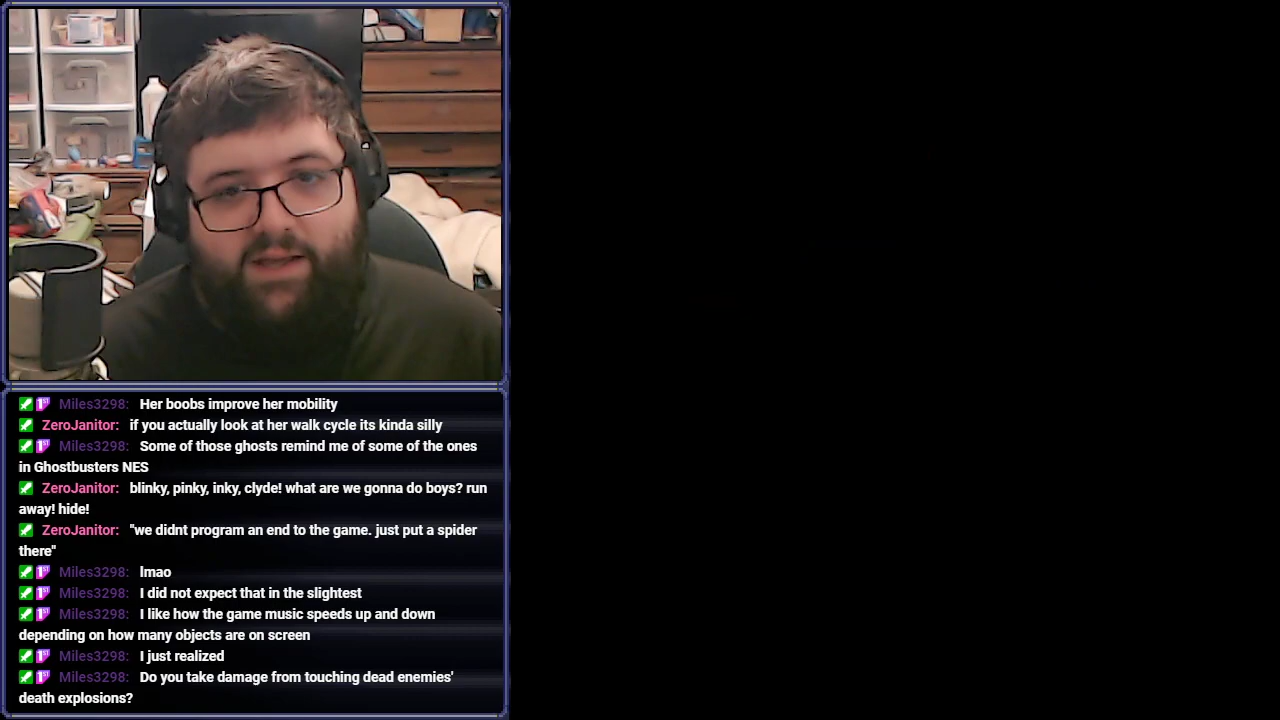 Miles3298: Her boobs improve her mobility
ZeroJanitor: if you actually look at her walk cycle its kinda silly
Miles3298: Some of those ghosts remind me of some of the ones
in Ghostbusters NES
ZeroJanitor: blinky, pinky, inky, clyde! what are we gonna do boys? run
away! hide!
ZeroJanitor: "we didnt program an end to the game. just put a spider
there"
Miles3298: lmao
Miles3298: I did not expect that in the slightest
Miles3298: I like how the game music speeds up and down
depending on how many objects are on screen
Miles3298: I just realized
Miles3298: Do you take damage from touching dead enemies'
death explosions?